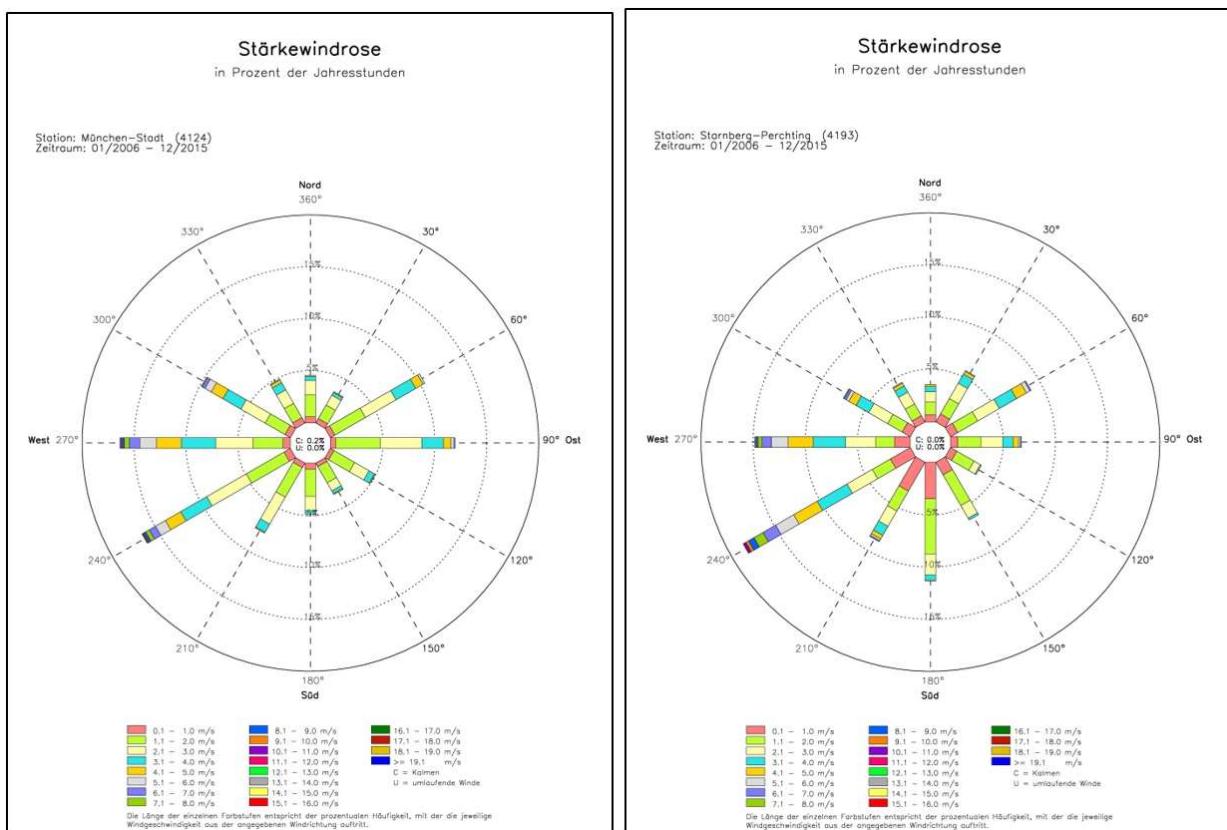 Stärkewindrose
in Prozent der Jahresstunden
Station: München-Stadt (4124)
Zeitraum: 01/2006 - 12/2015
Nord
360°
330°
30°
15%
300°
60°
10%
5%
West 270°
C: 0.2%
U: 0.0%
90° Ost
5%
240°
10%
120°
15%
210°
150°
180°
Süd
0.1 - 1.0 m/s
1.1 - 2.0 m/s
2.1 - 3.0 m/s
3.1 - 4.0 m/s
4.1 - 5.0 m/s
5.1 - 6.0 m/s
6.1 - 7.0 m/s
7.1 - 8.0 m/s
8.1 - 9.0 m/s
9.1 - 10.0 m/s
10.1 - 11.0 m/s
11.1 - 12.0 m/s
12.1 - 13.0 m/s
13.1 - 14.0 m/s
14.1 - 15.0 m/s
15.1 - 16.0 m/s
16.1 - 17.0 m/s
17.1 - 18.0 m/s
18.1 - 19.0 m/s
>= 19.1 m/s
C = Kalmen
U = umlaufende Winde
Die Länge der einzelnen Farbstufen entspricht der prozentualen Häufigkeit, mit der die jeweilige
Windgeschwindigkeit aus der angegebenen Windrichtung auftritt.
Stärkewindrose
in Prozent der Jahresstunden
Station: Starnberg-Perchting (4193)
Zeitraum: 01/2006 - 12/2015
Nord
360°
330°
30°
15%
300°
60°
10%
5%
West 270°
C: 0.0%
U: 0.0%
90° Ost
5%
240°
10%
120°
15%
210°
150°
180°
Süd
0.1 - 1.0 m/s
1.1 - 2.0 m/s
2.1 - 3.0 m/s
3.1 - 4.0 m/s
4.1 - 5.0 m/s
5.1 - 6.0 m/s
6.1 - 7.0 m/s
7.1 - 8.0 m/s
8.1 - 9.0 m/s
9.1 - 10.0 m/s
10.1 - 11.0 m/s
11.1 - 12.0 m/s
12.1 - 13.0 m/s
13.1 - 14.0 m/s
14.1 - 15.0 m/s
15.1 - 16.0 m/s
16.1 - 17.0 m/s
17.1 - 18.0 m/s
18.1 - 19.0 m/s
>= 19.1 m/s
C = Kalmen
U = umlaufende Winde
Die Länge der einzelnen Farbstufen entspricht der prozentualen Häufigkeit, mit der die jeweilige
Windgeschwindigkeit aus der angegebenen Windrichtung auftritt.